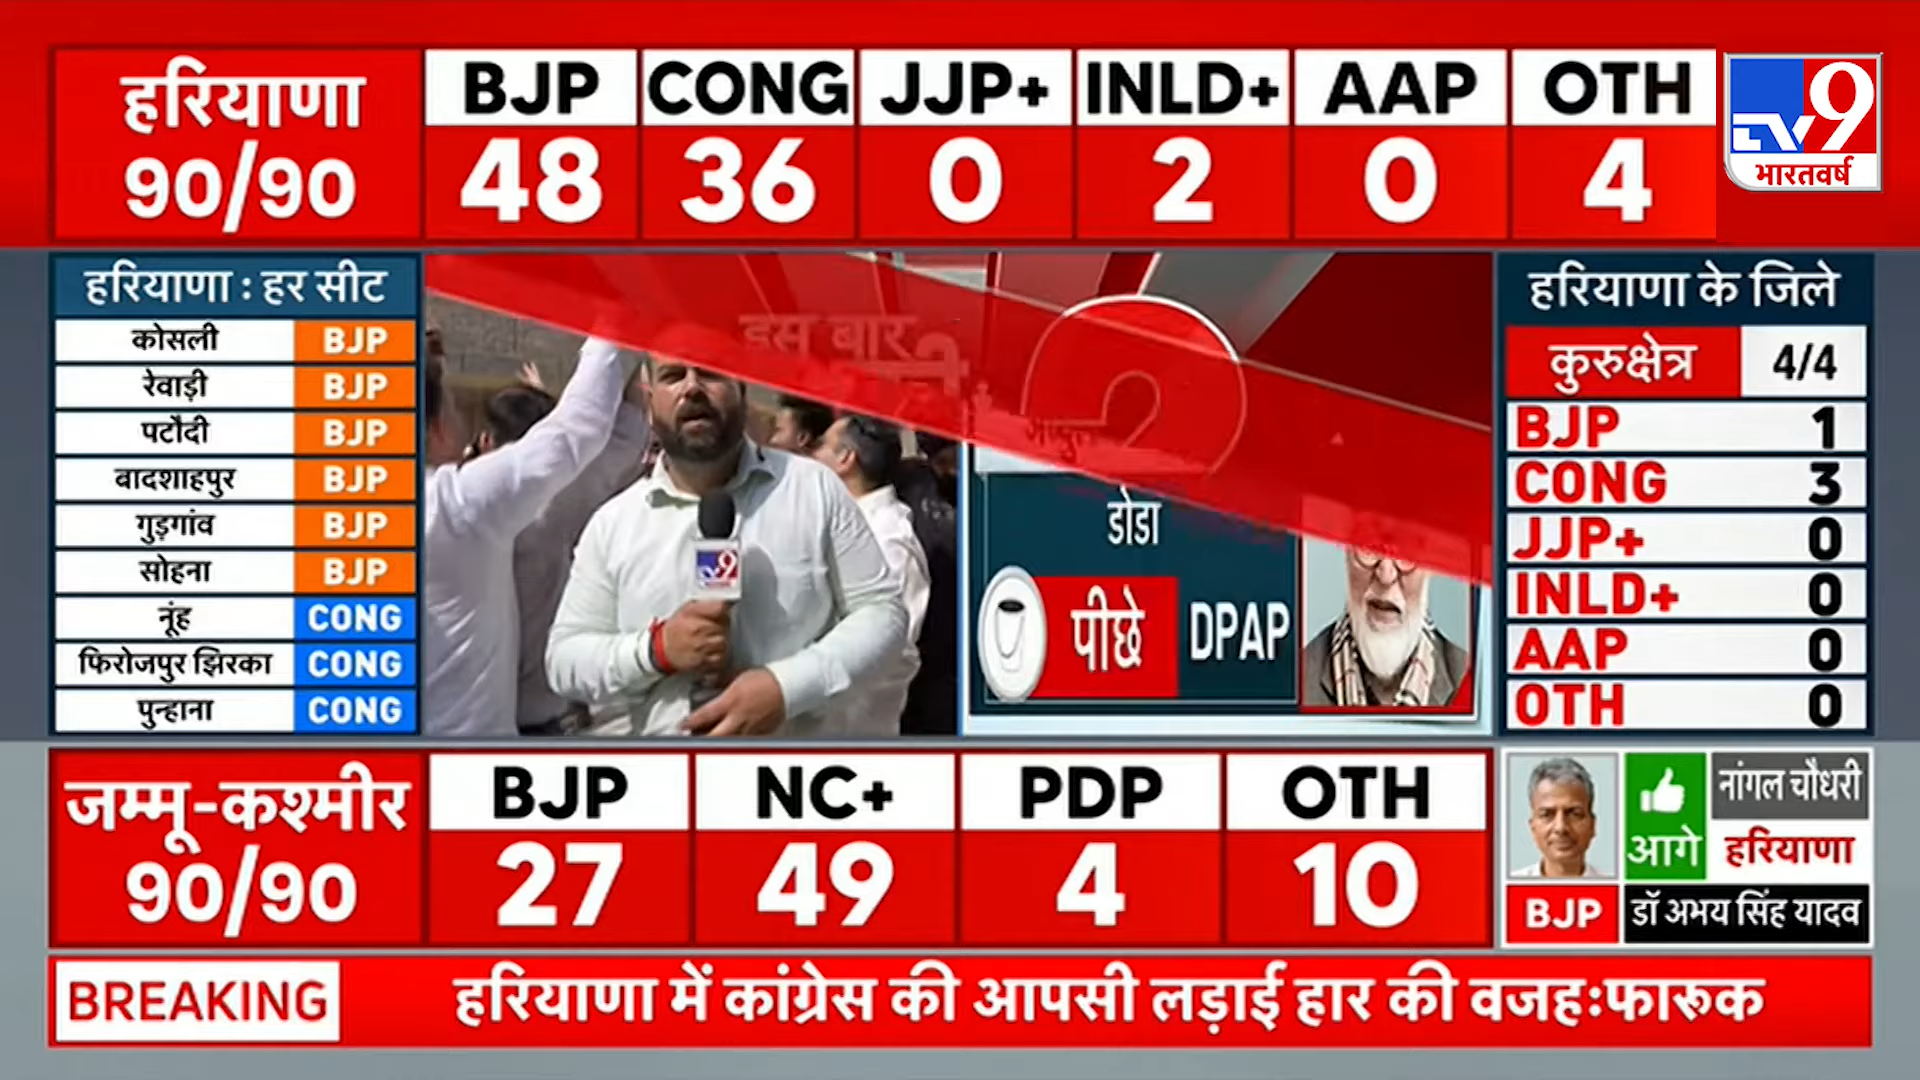 हरियाणा
90/90
BJP CONG JJP+ INLD+ AAP OTH
48 36 0 2 0 4
TV9
भारतवर्ष
हरियाणा : हर सीट
कोसली BJP
रेवाड़ी BJP
पटौदी BJP
बादशाहपुर BJP
गुड़गांव BJP
सोहना BJP
नूंह CONG
फिरोजपुर झिरका CONG
पुन्हाना CONG
इस बार
TV9
डोडा
पीछे DPAP
हरियाणा के जिले
कुरुक्षेत्र 4/4
BJP 1
CONG 3
JJP+ 0
INLD+ 0
AAP 0
OTH 0
जम्मू-कश्मीर
90/90
BJP NC+ PDP OTH
27 49 4 10
नांगल चौधरी
आगे हरियाणा
BJP डॉ अभय सिंह यादव
BREAKING हरियाणा में कांग्रेस की आपसी लड़ाई हार की वजह:फारूक